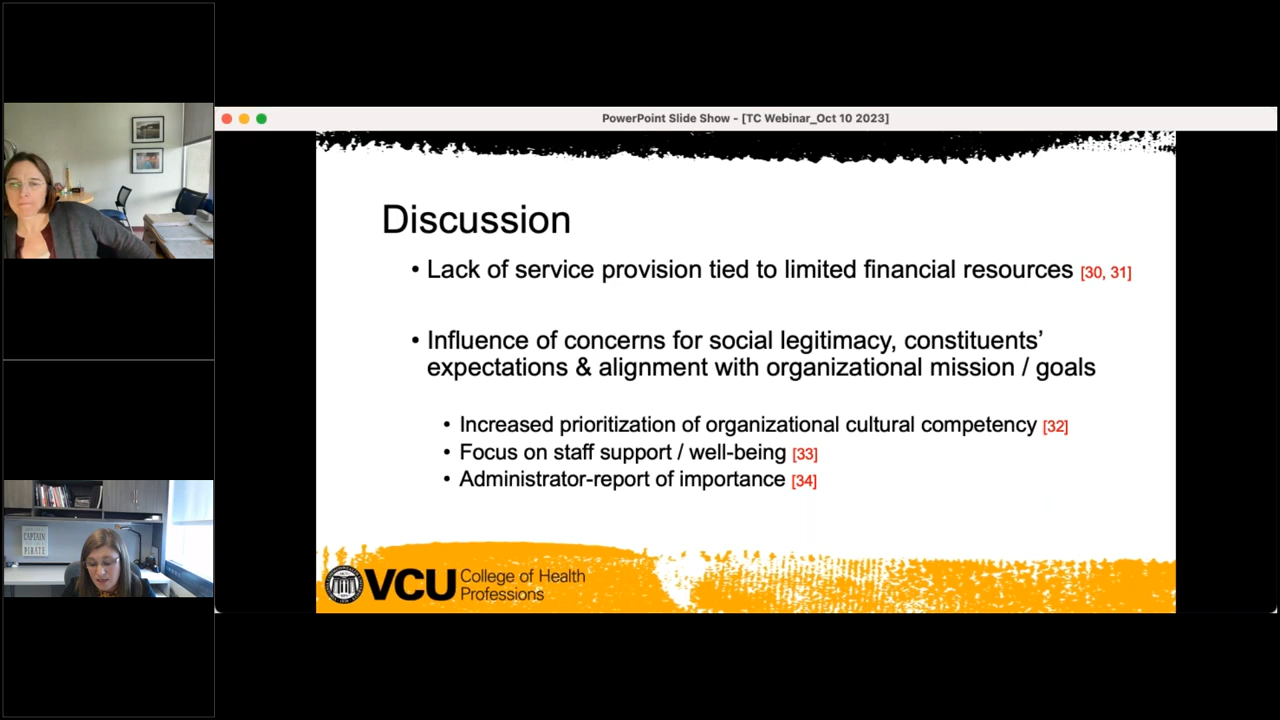 PowerPoint Slide Show - [TC Webinar_Oct 10 2023]
Discussion
• Lack of service provision tied to limited financial resources [30, 31]
• Influence of concerns for social legitimacy, constituents’
expectations & alignment with organizational mission / goals
• Increased prioritization of organizational cultural competency [32]
• Focus on staff support / well-being [33]
• Administrator-report of importance [34]
VCU College of Health
Professions
CAPTAIN
PIRATE